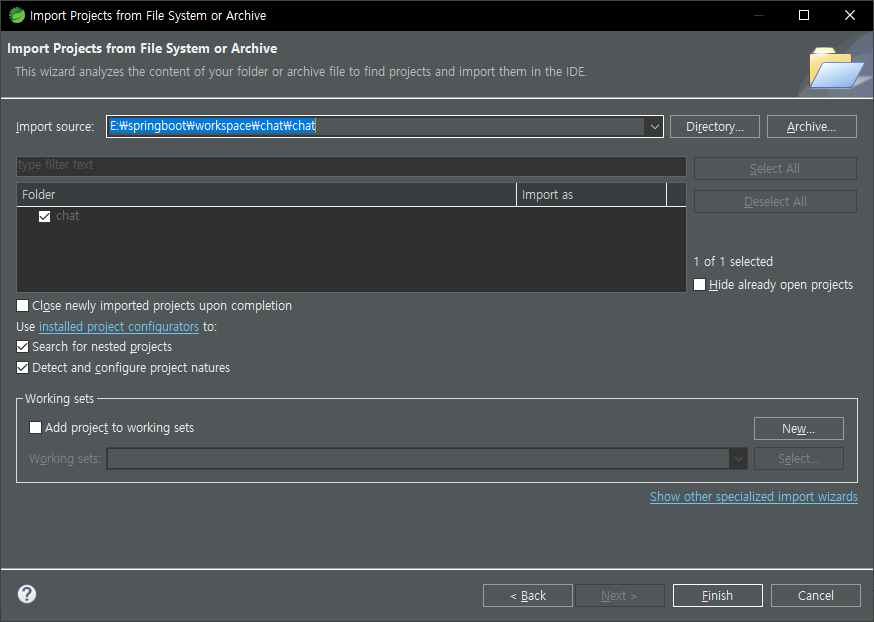 Import Projects from File System or Archive
Import Projects from File System or Archive
This wizard analyzes the content of your folder or archive file to find projects and import them in the IDE.
Import source: E:₩springboot₩workspace₩chat₩chat Directory... Archive...
type filter text Select All
Folder Import as
Deselect All
chat
1 of 1 selected
Hide already open projects
Close newly imported projects upon completion
Use installed project configurators to:
Search for nested projects
Detect and configure project natures
Working sets
Add project to working sets New...
Working sets: Select...
Show other specialized import wizards
? < Back Next > Finish Cancel